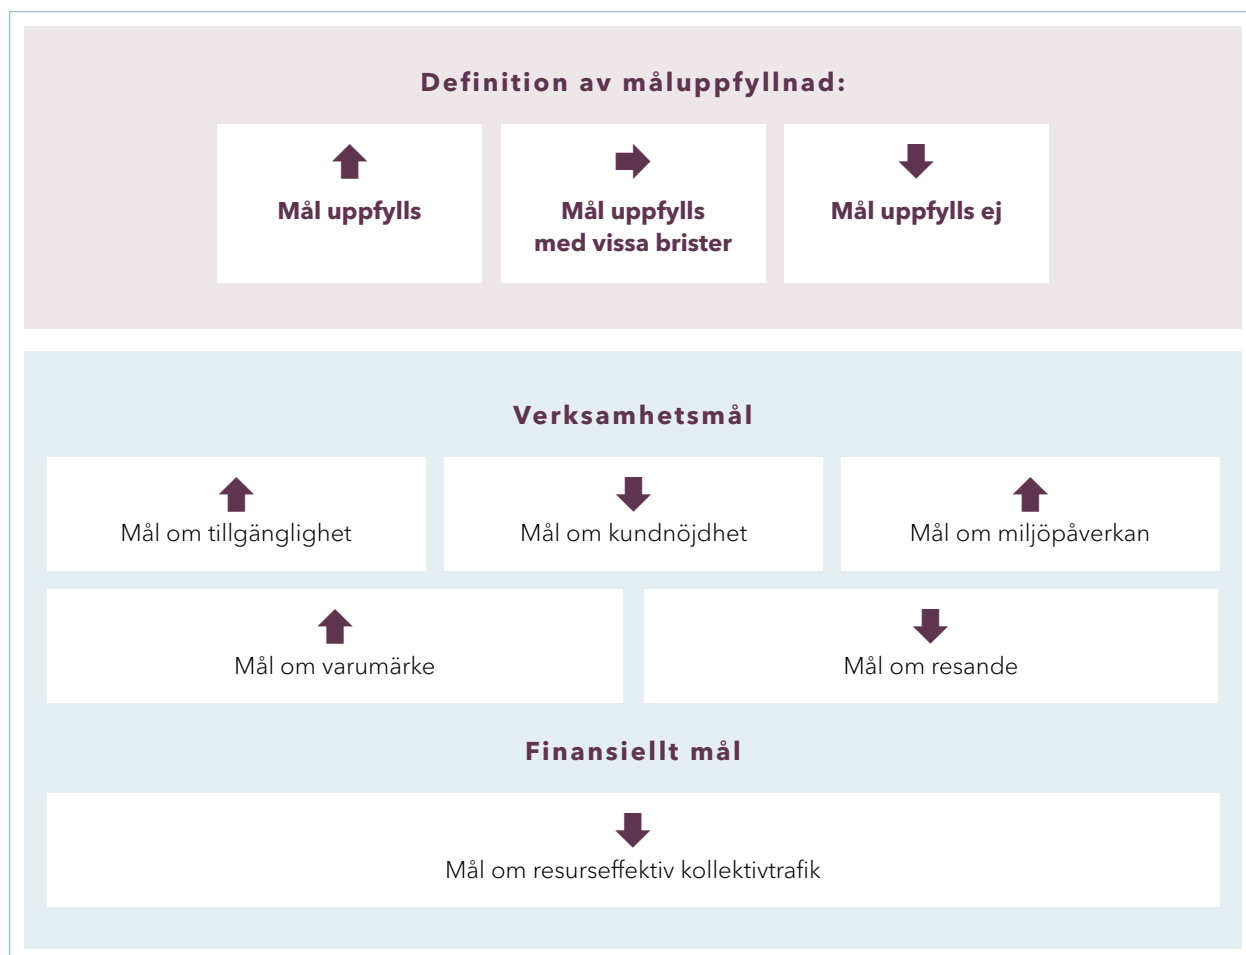 Definition av måluppfyllnad:
Mål uppfylls
Mål uppfylls
med vissa brister
Mål uppfylls ej
Verksamhetsmål
Mål om tillgänglighet
Mål om kundnöjdhet
Mål om miljöpåverkan
Mål om varumärke
Mål om resande
Finansiellt mål
Mål om resurseffektiv kollektivtrafik